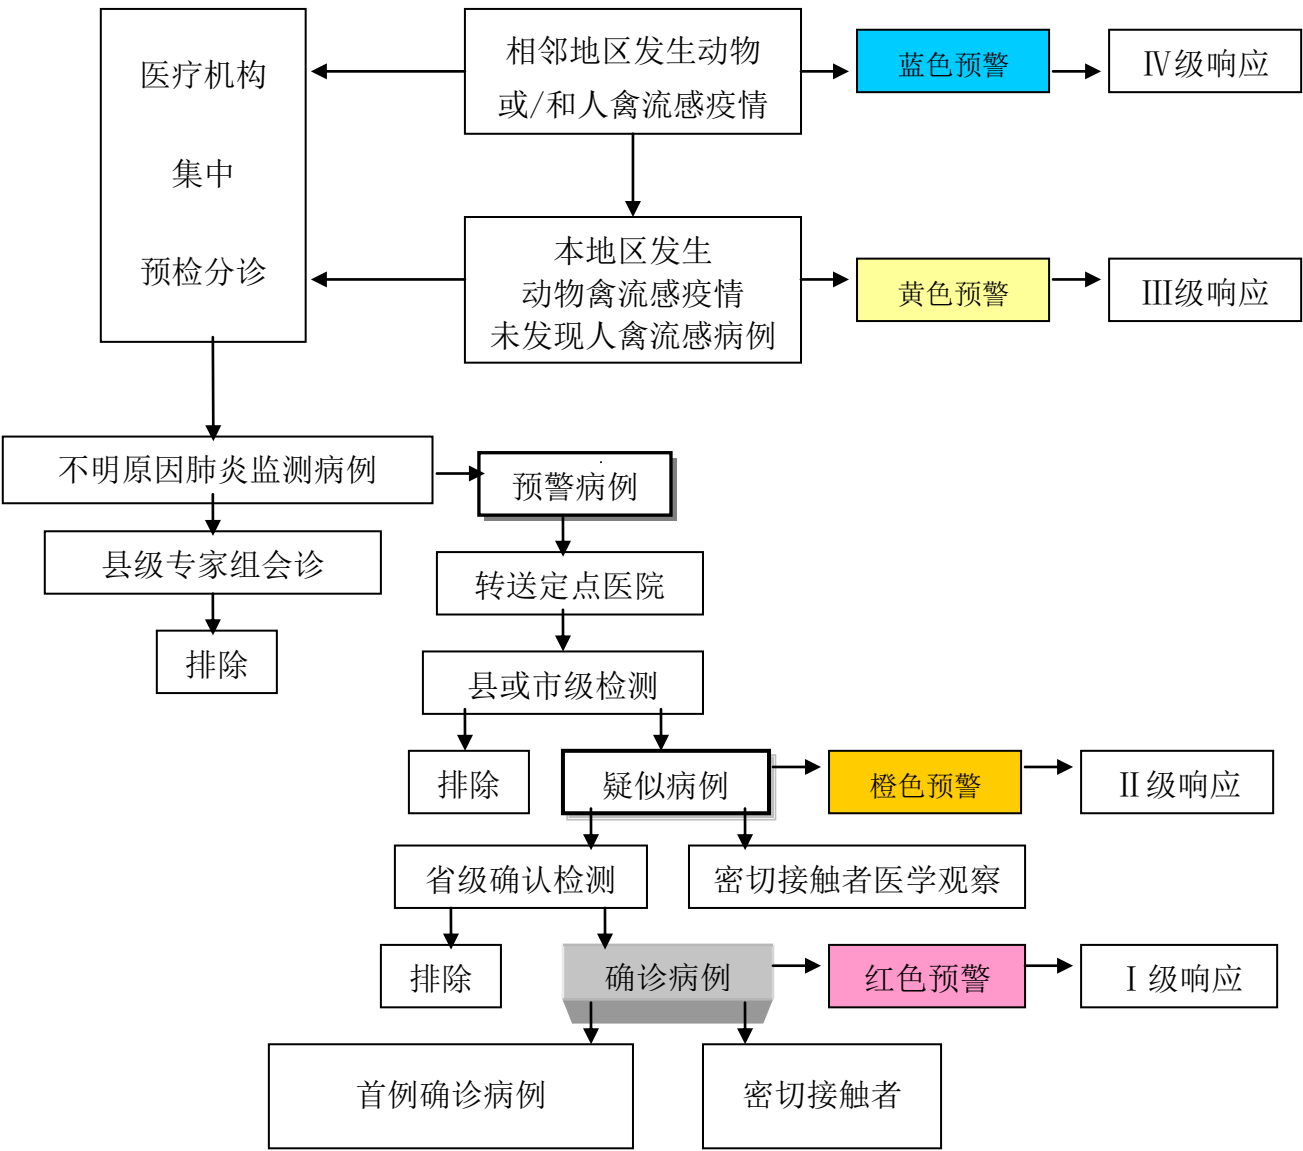 医疗机构
集中
预检分诊
相邻地区发生动物
或/和人禽流感疫情
蓝色预警
Ⅳ级响应
本地区发生
动物禽流感疫情
未发现人禽流感病例
黄色预警
Ⅲ级响应
不明原因肺炎监测病例
预警病例
县级专家组会诊
转送定点医院
排除
县或市级检测
排除
疑似病例
橙色预警
Ⅱ级响应
省级确认检测
密切接触者医学观察
排除
确诊病例
红色预警
Ⅰ级响应
首例确诊病例
密切接触者